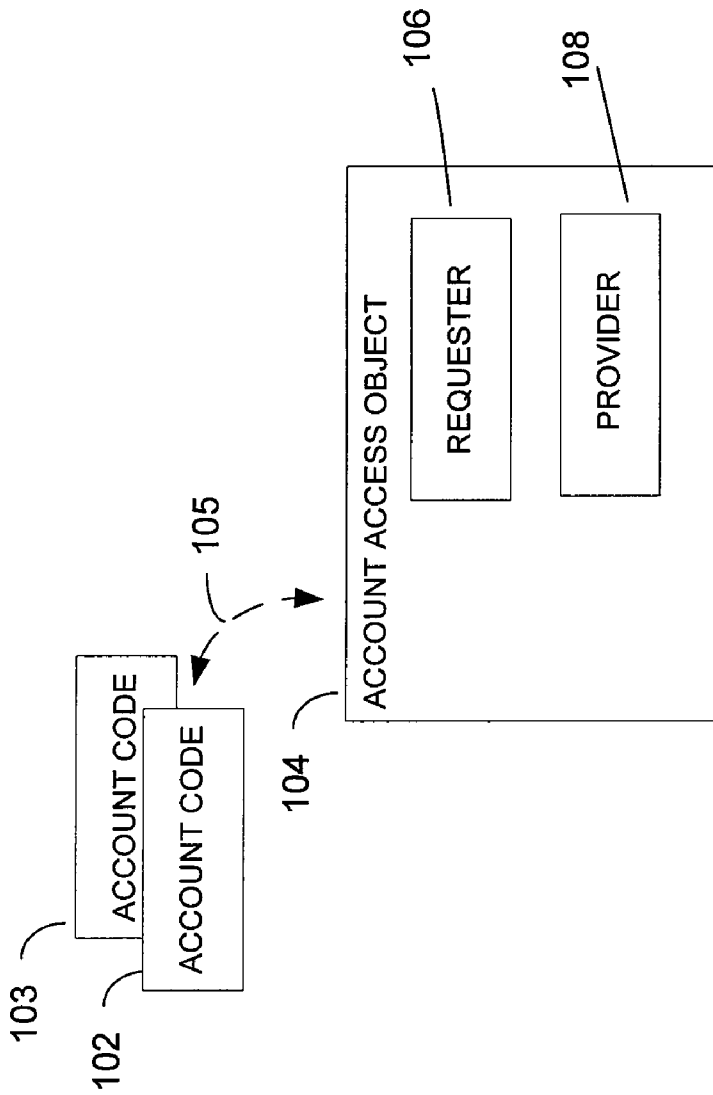 103
ACCOUNT CODE
102
ACCOUNT CODE
105
104
ACCOUNT ACCESS OBJECT
REQUESTER
106
PROVIDER
108